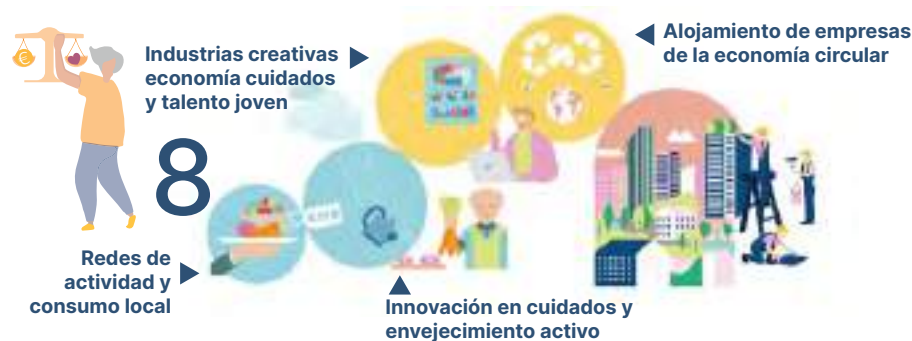 Industrias creativas
economía cuidados
y talento joven
Alojamiento de empresas
de la economía circular
8
Redes de
actividad y
consumo local
Innovación en cuidados y
envejecimiento activo